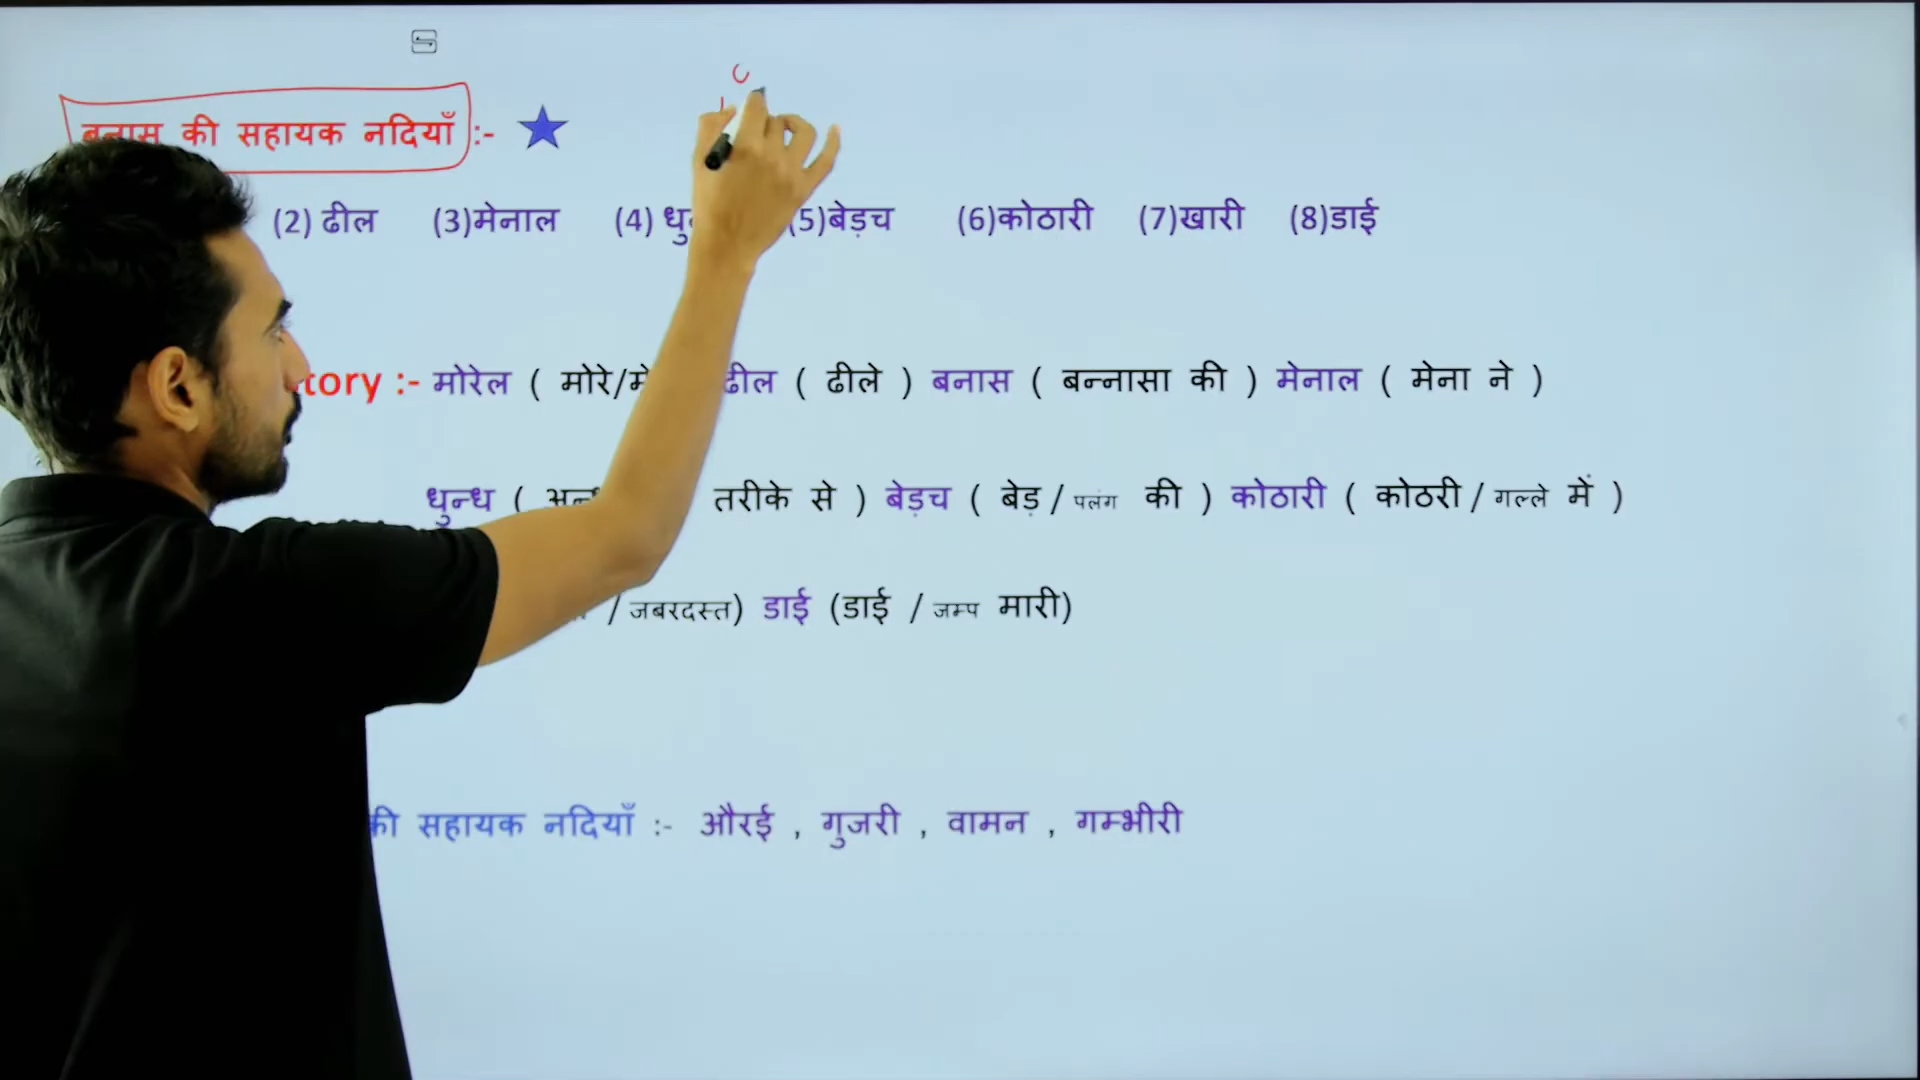 बनास की सहायक नदियाँ :-
(2) ढील (3)मेनाल (4) (5)बेड़च (6)कोठारी (7)खारी (8)डाई
:- मोरेल ( ढील ( ढीले ) बनास ( बन्नासा की ) मेनाल ( मेना ने )
धुन्ध ( तरीके से ) बेड़च ( बेड़ / पलंग की ) कोठारी ( कोठरी / गल्ले में )
/ जबरदस्त) डाई (डाई / जम्प मारी)
की सहायक नदियाँ :- औरई , गुजरी , वामन , गम्भीरी